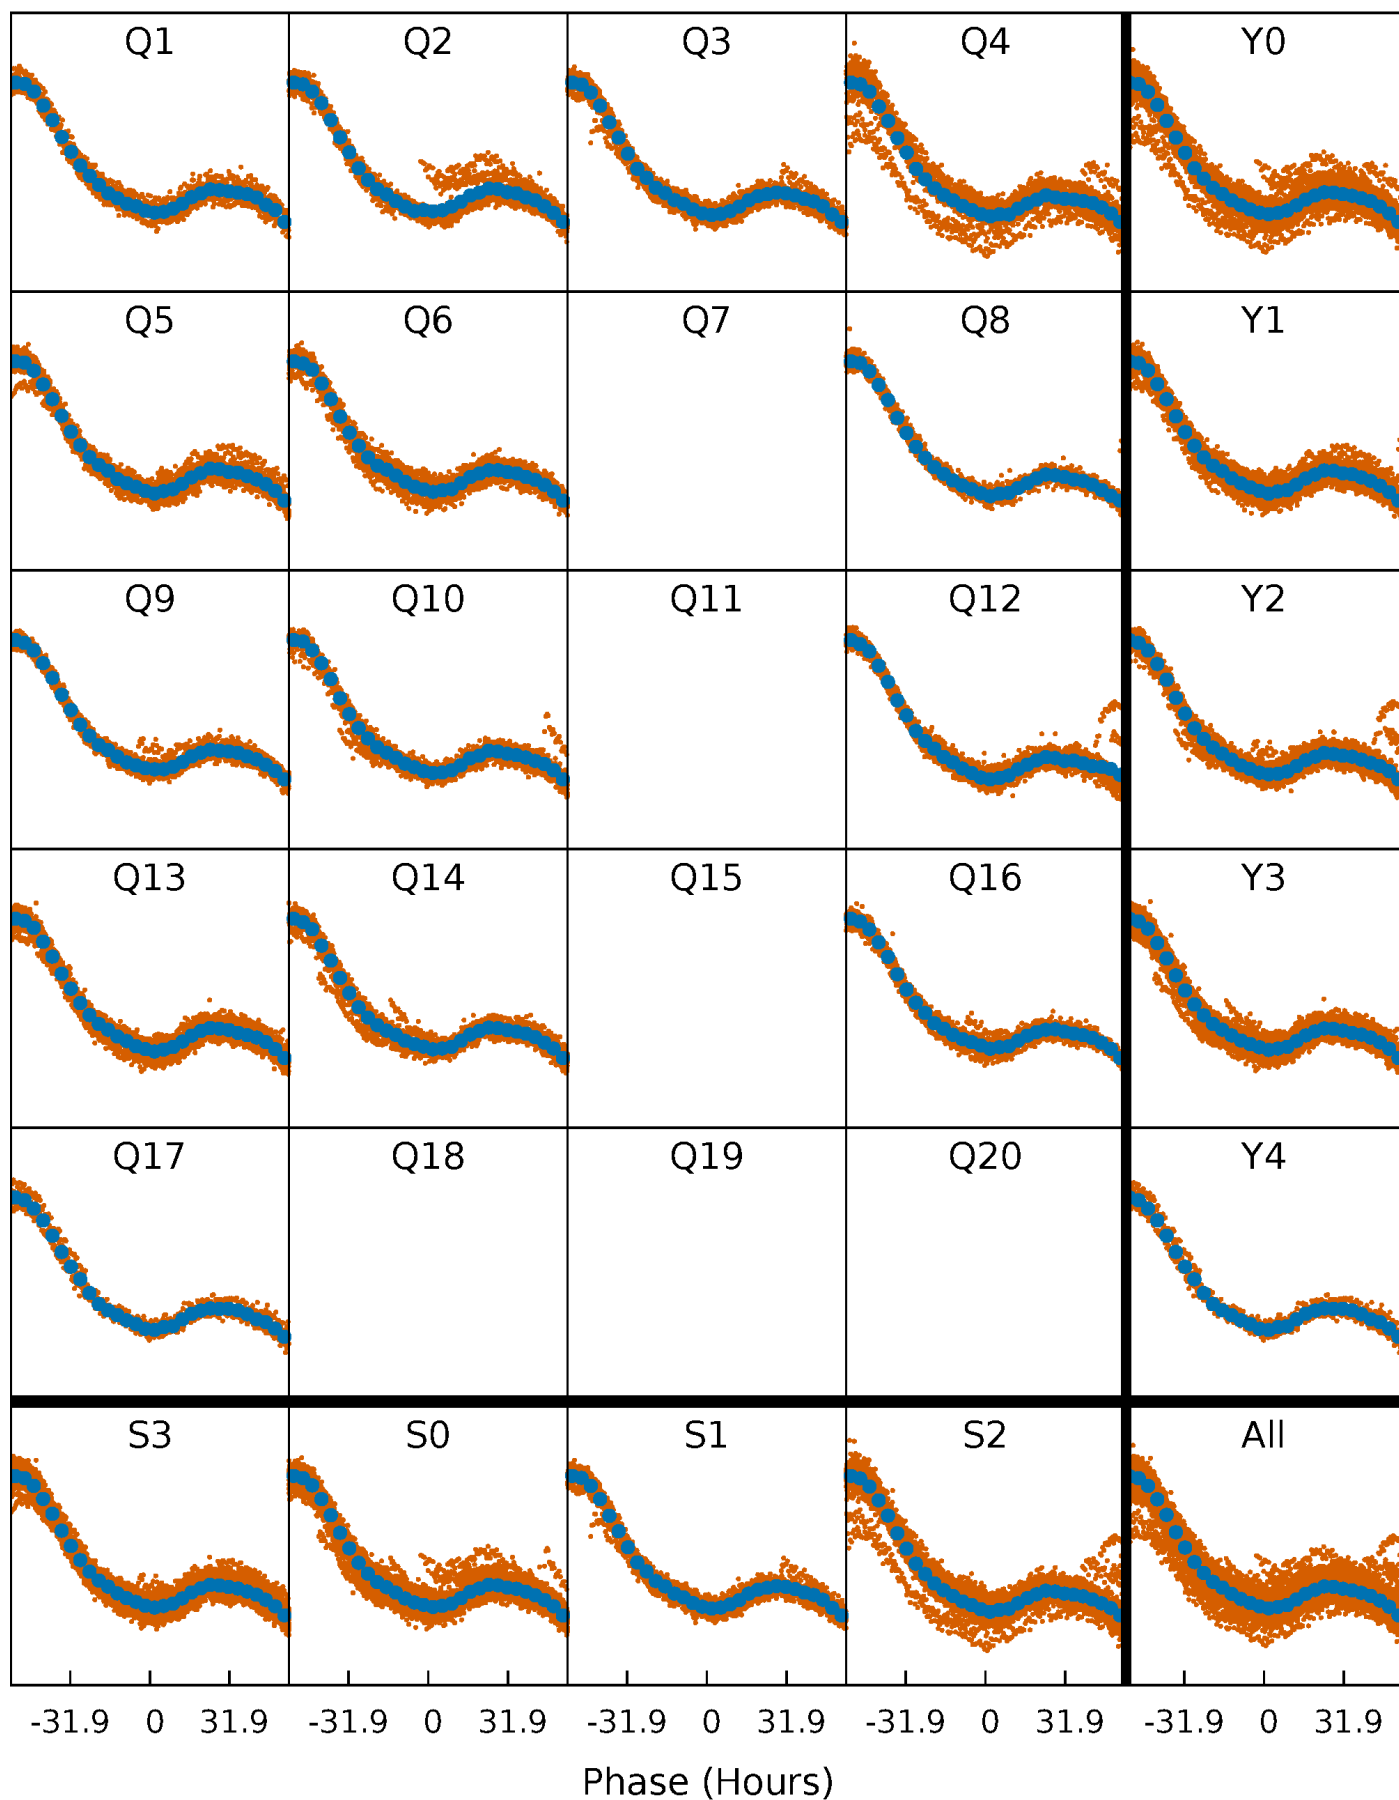 Q1 Q2 Q3 Q4 Y0
Q5 Q6 Q7 Q8 Y1
Q9 Q10 Q11 Q12 Y2
Q13 Q14 Q15 Q16 Y3
Q17 Q18 Q19 Q20 Y4
S3 S0 S1 S2 All
-31.9 0 31.9 -31.9 0 31.9 -31.9 0 31.9 -31.9 0 31.9 -31.9 0 31.9
Phase (Hours)